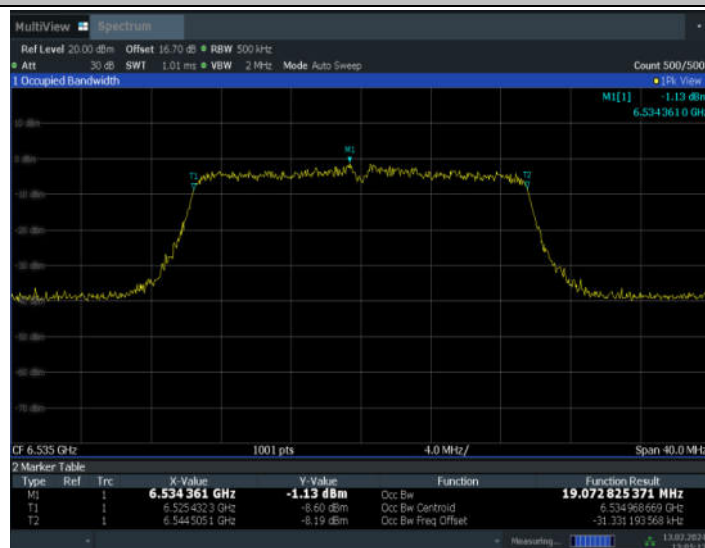 MultiView Spectrum
Ref Level 20.00 dBm Offset 16.70 dB RBW 500 kHz
Att 30 dB SWT 1.01 ms VBW 2 MHz Mode Auto Sweep Count 500/500
1 Occupied Bandwidth 1Pk View
M1[1] -1.13 dBm
6.5343610 GHz
10 dBm
M1
0 dBm
T1 T2
-10 dBm
-20 dBm
-30 dBm
-50 dBm
-60 dBm
-70 dBm
CF 6.535 GHz 1001 pts 4.0 MHz/ Span 40.0 MHz
2 Marker Table
Type Ref Trc X-Value Y-Value Function Function Result
M1 1 6.534 361 GHz -1.13 dBm Occ Bw 19.072 825 371 MHz
T1 1 6.525 432 3 GHz -8.60 dBm Occ Bw Centroid 6.534 968 669 GHz
T2 1 6.544 505 1 GHz -8.19 dBm Occ Bw Freq Offset -31.331 193 568 kHz
Measuring... 13.02.2024